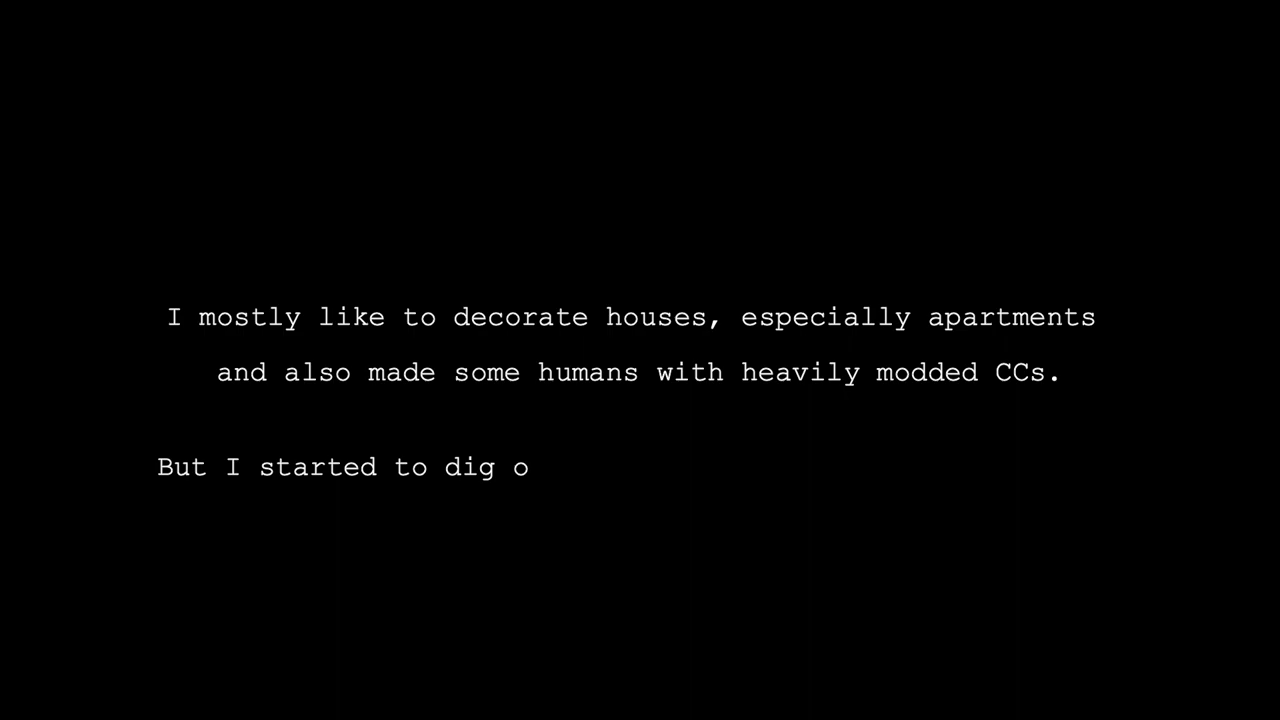 I mostly like to decorate houses, especially apartments
and also made some humans with heavily modded CCs.
But I started to dig o